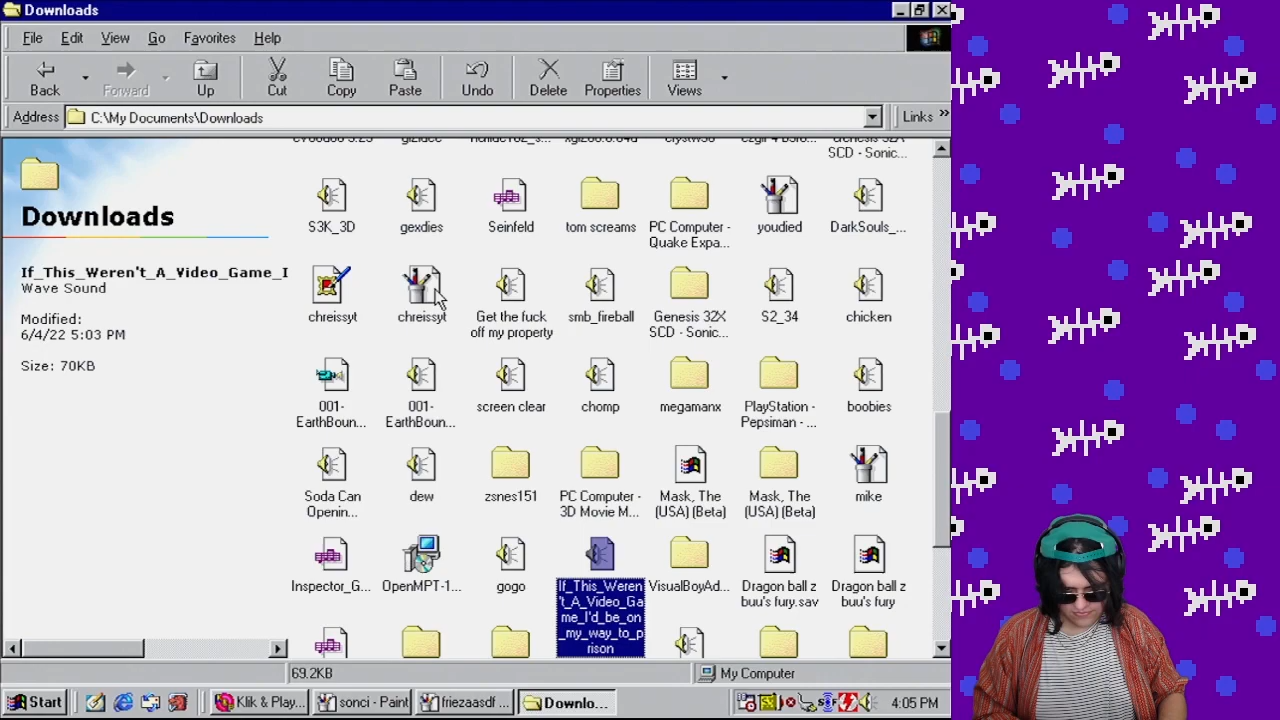 Downloads
File Edit View Go Favorites Help
Back Forward Up Cut Copy Paste Undo Delete Properties Views
Address C:\My Documents\Downloads Links »
Downloads
If_This_Weren't_A_Video_Game_I
Wave Sound
Modified:
6/4/22 5:03 PM
Size: 70KB
Genesis 32X
SCD - Sonic...
S3K_3D gexdies Seinfeld tom screams PC Computer - youdied DarkSouls_...
Quake Expa...
chreissyt chreissyt Get the fuck smb_fireball Genesis 32X S2_34 chicken
off my property SCD - Sonic...
001- 001- screen clear chomp megamanx PlayStation - boobies
EarthBoun... EarthBoun... Pepsiman - ...
Soda Can dew zsnes151 PC Computer - Mask, The Mask, The mike
Openin... 3D Movie M... (USA) (Beta) (USA) (Beta)
Inspector_G... OpenMPT-1... gogo If_This_Weren VisualBoyAd... Dragon ball z Dragon ball z
't_A_Video_Ga buu's fury.sav buu's fury
me_I'd_be_on
_my_way_to_p
rison
69.2KB My Computer
Start Klik & Play... sonci - Paint friezaasdf ... Downlo... 4:05 PM